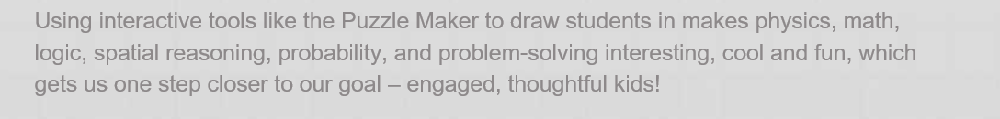 Using interactive tools like the Puzzle Maker to draw students in makes physics, math,
logic, spatial reasoning, probability, and problem-solving interesting, cool and fun, which
gets us one step closer to our goal – engaged, thoughtful kids!